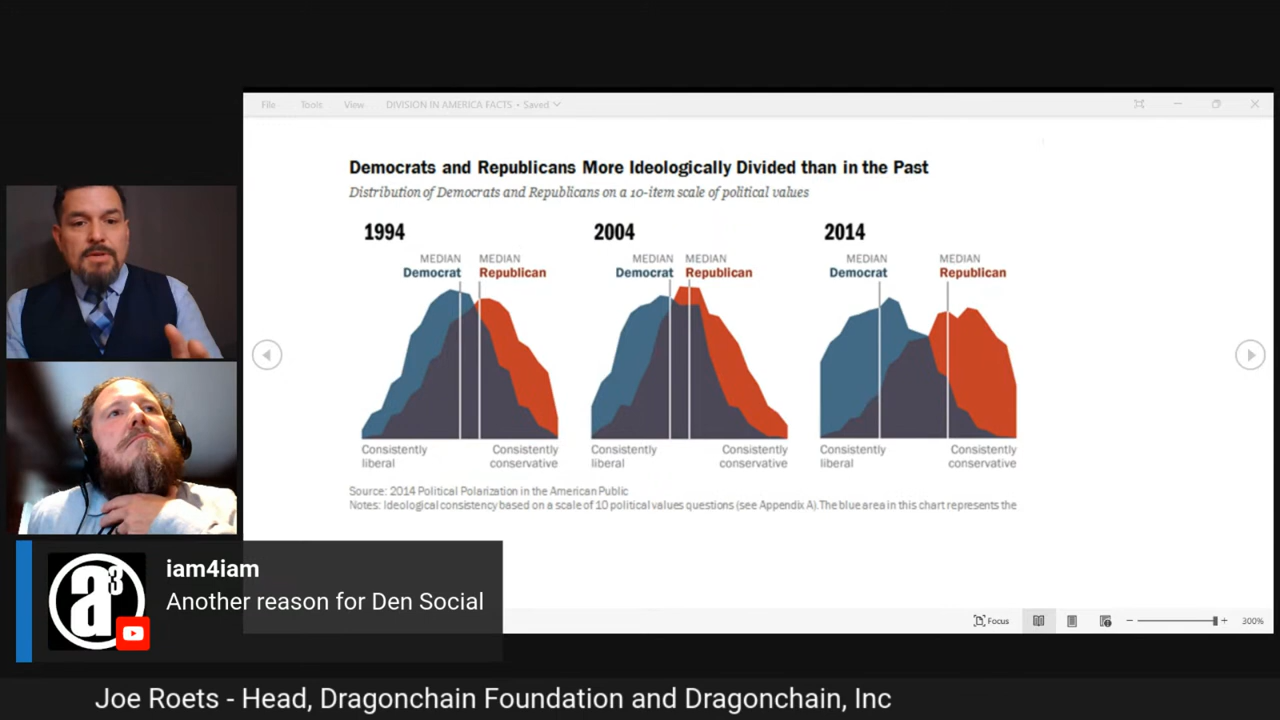 File Tools View DIVISION IN AMERICA FACTS • Saved
Democrats and Republicans More Ideologically Divided than in the Past
Distribution of Democrats and Republicans on a 10-item scale of political values
1994
MEDIAN Democrat
MEDIAN Republican
Consistently liberal
Consistently conservative
2004
MEDIAN Democrat
MEDIAN Republican
Consistently liberal
Consistently conservative
2014
MEDIAN Democrat
MEDIAN Republican
Consistently liberal
Consistently conservative
Source: 2014 Political Polarization in the American Public
Notes: Ideological consistency based on a scale of 10 political values questions (see Appendix A). The blue area in this chart represents the
a3
iam4iam
Another reason for Den Social
Focus
300%
Joe Roets - Head, Dragonchain Foundation and Dragonchain, Inc